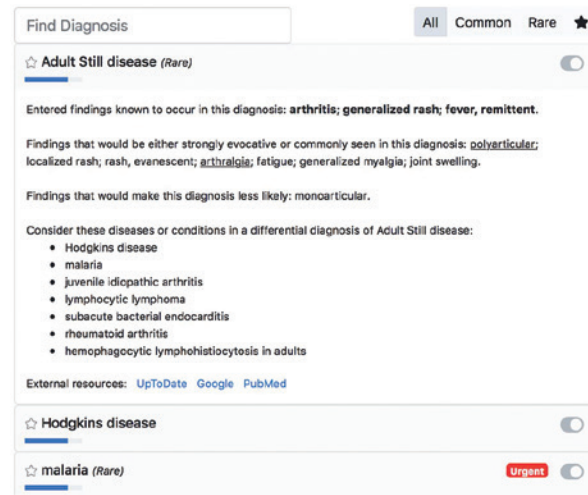 Find Diagnosis
All Common Rare
Adult Still disease (Rare)
Entered findings known to occur in this diagnosis: arthritis; generalized rash; fever, remittent.
Findings that would be either strongly evocative or commonly seen in this diagnosis: polyarticular;
localized rash; rash, evanescent; arthralgia; fatigue; generalized myalgia; joint swelling.
Findings that would make this diagnosis less likely: monoarticular.
Consider these diseases or conditions in a differential diagnosis of Adult Still disease:
• Hodgkins disease
• malaria
• juvenile idiopathic arthritis
• lymphocytic lymphoma
• subacute bacterial endocarditis
• rheumatoid arthritis
• hemophagocytic lymphohistiocytosis in adults
External resources: UpToDate Google PubMed
Hodgkins disease
malaria (Rare) Urgent